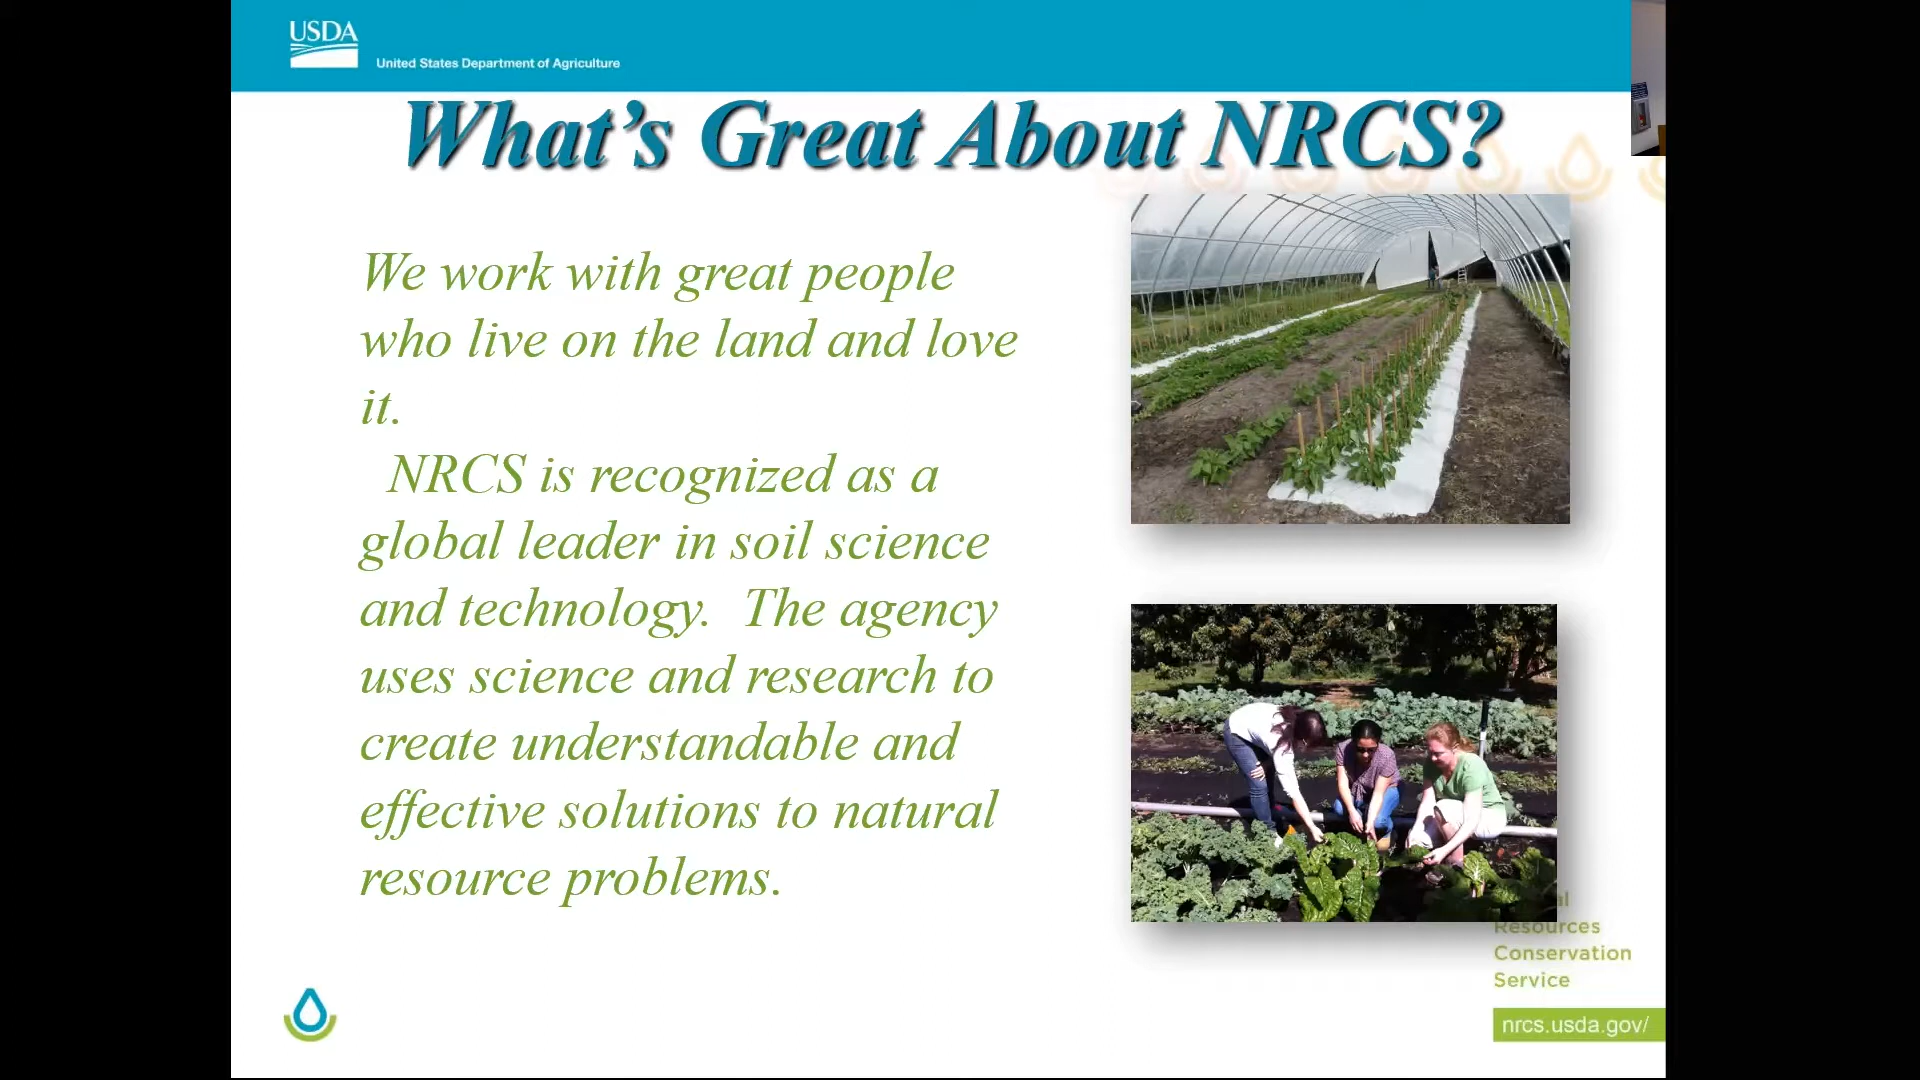 USDA
United States Department of Agriculture
What's Great About NRCS?
We work with great people
who live on the land and love
it.
NRCS is recognized as a
global leader in soil science
and technology.  The agency
uses science and research to
create understandable and
effective solutions to natural
resource problems.
Resources
Conservation
Service
nrcs.usda.gov/